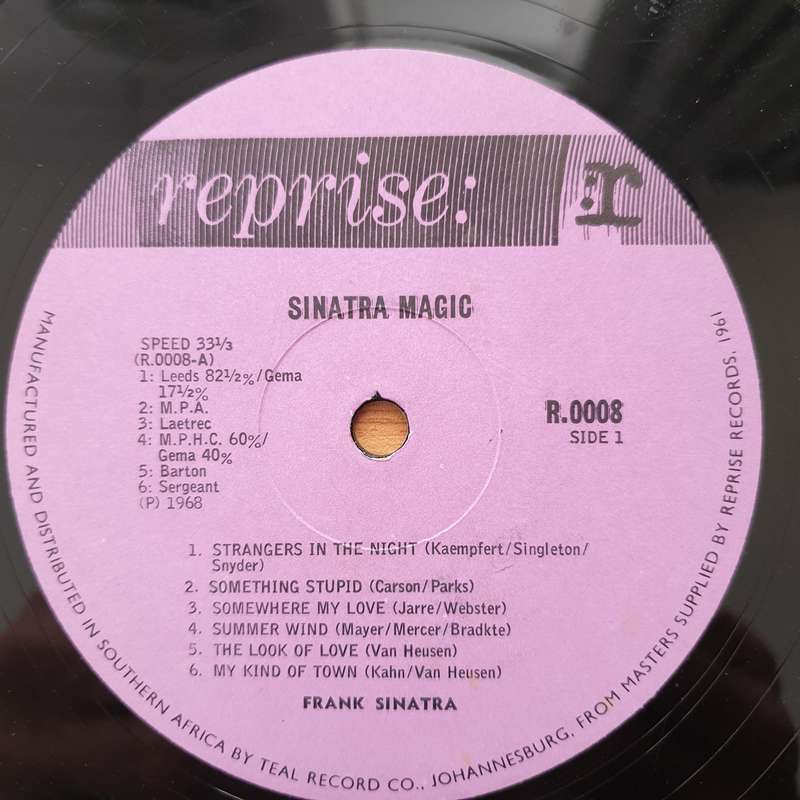 reprise:
:r
SINATRA MAGIC
SPEED 33⅓
(R.0008-A)
1: Leeds 82½%/Gema
17½%
2: M.P.A.
3: Laetrec
4: M.P.H.C. 60%/
Gema 40%
5: Barton
6: Sergeant
(P) 1968
R.0008
SIDE 1
1. STRANGERS IN THE NIGHT (Kaempfert/Singleton/
Snyder)
2. SOMETHING STUPID (Carson/Parks)
3. SOMEWHERE MY LOVE (Jarre/Webster)
4. SUMMER WIND (Mayer/Mercer/Bradkte)
5. THE LOOK OF LOVE (Van Heusen)
6. MY KIND OF TOWN (Kahn/Van Heusen)
FRANK SINATRA
MANUFACTURED AND DISTRIBUTED IN SOUTHERN AFRICA BY TEAL RECORD CO., JOHANNESBURG, FROM MASTERS SUPPLIED BY REPRISE RECORDS, 1961